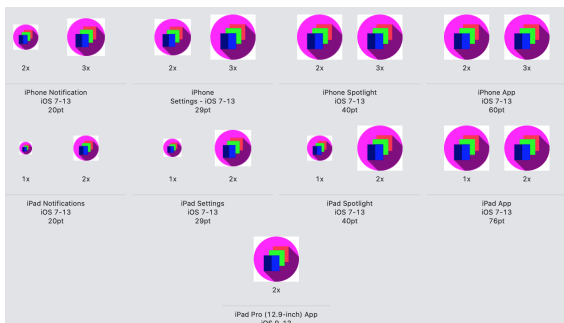 2x 3x 2x 3x 2x 3x 2x 3x
iPhone Notification
iOS 7-13
20pt
iPhone
Settings - iOS 7-13
29pt
iPhone Spotlight
iOS 7-13
40pt
iPhone App
iOS 7-13
60pt
1x 2x 1x 2x 1x 2x 1x 2x
iPad Notifications
iOS 7-13
20pt
iPad Settings
iOS 7-13
29pt
iPad Spotlight
iOS 7-13
40pt
iPad App
iOS 7-13
76pt
2x
iPad Pro (12.9-inch) App
iOS 9-13